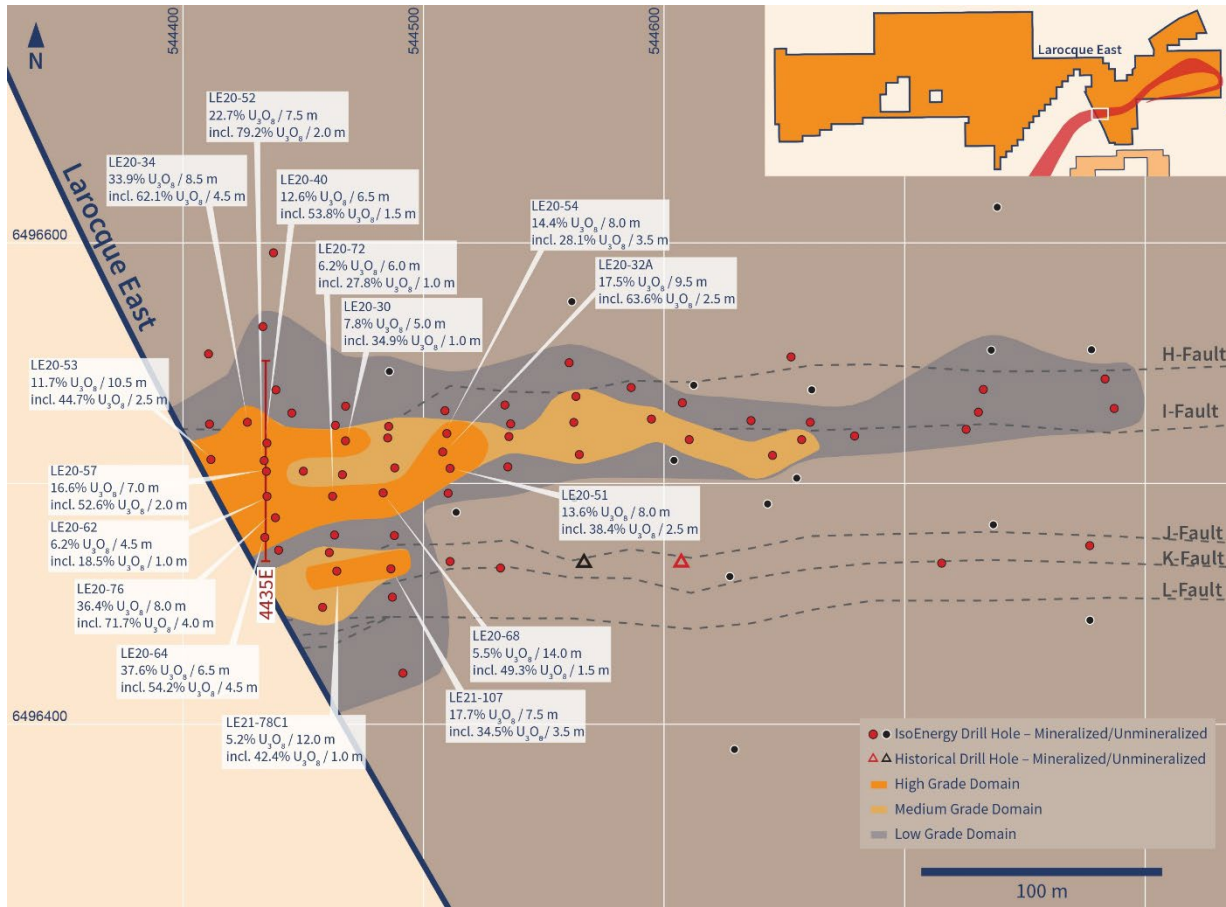 5444400
5444500
5444600
N
Larocque East
LE20-52
22.7% U₃O₈ / 7.5 m
incl. 79.2% U₃O₈ / 2.0 m
LE20-34
33.9% U₃O₈ / 8.5 m
incl. 62.1% U₃O₈ / 4.5 m
LE20-40
12.6% U₃O₈ / 6.5 m
incl. 53.8% U₃O₈ / 1.5 m
LE20-54
14.4% U₃O₈ / 8.0 m
incl. 28.1% U₃O₈ / 3.5 m
6496600
Larocque East
LE20-72
6.2% U₃O₈ / 6.0 m
incl. 27.8% U₃O₈ / 1.0 m
LE20-32A
17.5% U₃O₈ / 9.5 m
incl. 63.6% U₃O₈ / 2.5 m
LE20-30
7.8% U₃O₈ / 5.0 m
incl. 34.9% U₃O₈ / 1.0 m
LE20-53
11.7% U₃O₈ / 10.5 m
incl. 44.7% U₃O₈ / 2.5 m
H-Fault
I-Fault
LE20-57
16.6% U₃O₈ / 7.0 m
incl. 52.6% U₃O₈ / 2.0 m
LE20-51
13.6% U₃O₈ / 8.0 m
incl. 38.4% U₃O₈ / 2.5 m
LE20-62
6.2% U₃O₈ / 4.5 m
incl. 18.5% U₃O₈ / 1.0 m
J-Fault
K-Fault
L-Fault
4435E
LE20-76
36.4% U₃O₈ / 8.0 m
incl. 71.7% U₃O₈ / 4.0 m
LE20-68
5.5% U₃O₈ / 14.0 m
incl. 49.3% U₃O₈ / 1.5 m
LE20-64
37.6% U₃O₈ / 6.5 m
incl. 54.2% U₃O₈ / 4.5 m
LE21-107
17.7% U₃O₈ / 7.5 m
incl. 34.5% U₃O₈ / 3.5 m
6496400
LE21-78C1
5.2% U₃O₈ / 12.0 m
incl. 42.4% U₃O₈ / 1.0 m
IsoEnergy Drill Hole – Mineralized/Unmineralized
Historical Drill Hole – Mineralized/Unmineralized
High Grade Domain
Medium Grade Domain
Low Grade Domain
100 m